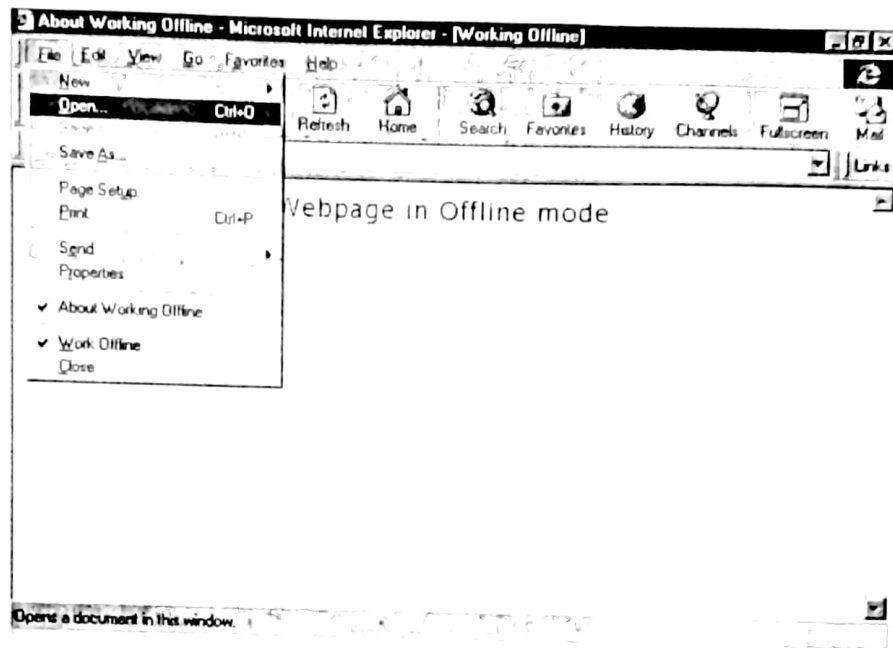 About Working Offline - Microsoft Internet Explorer - [Working Offline]
File Edit View Go Favorites Help
New
Open... Ctrl+O
Refresh Home Search Favorites History Channels Fullscreen Mail
Save As...
Links
Page Setup
Print Ctrl+P
Webpage in Offline mode
Send
Properties
About Working Offline
Work Offline
Close
Opens a document in this window.